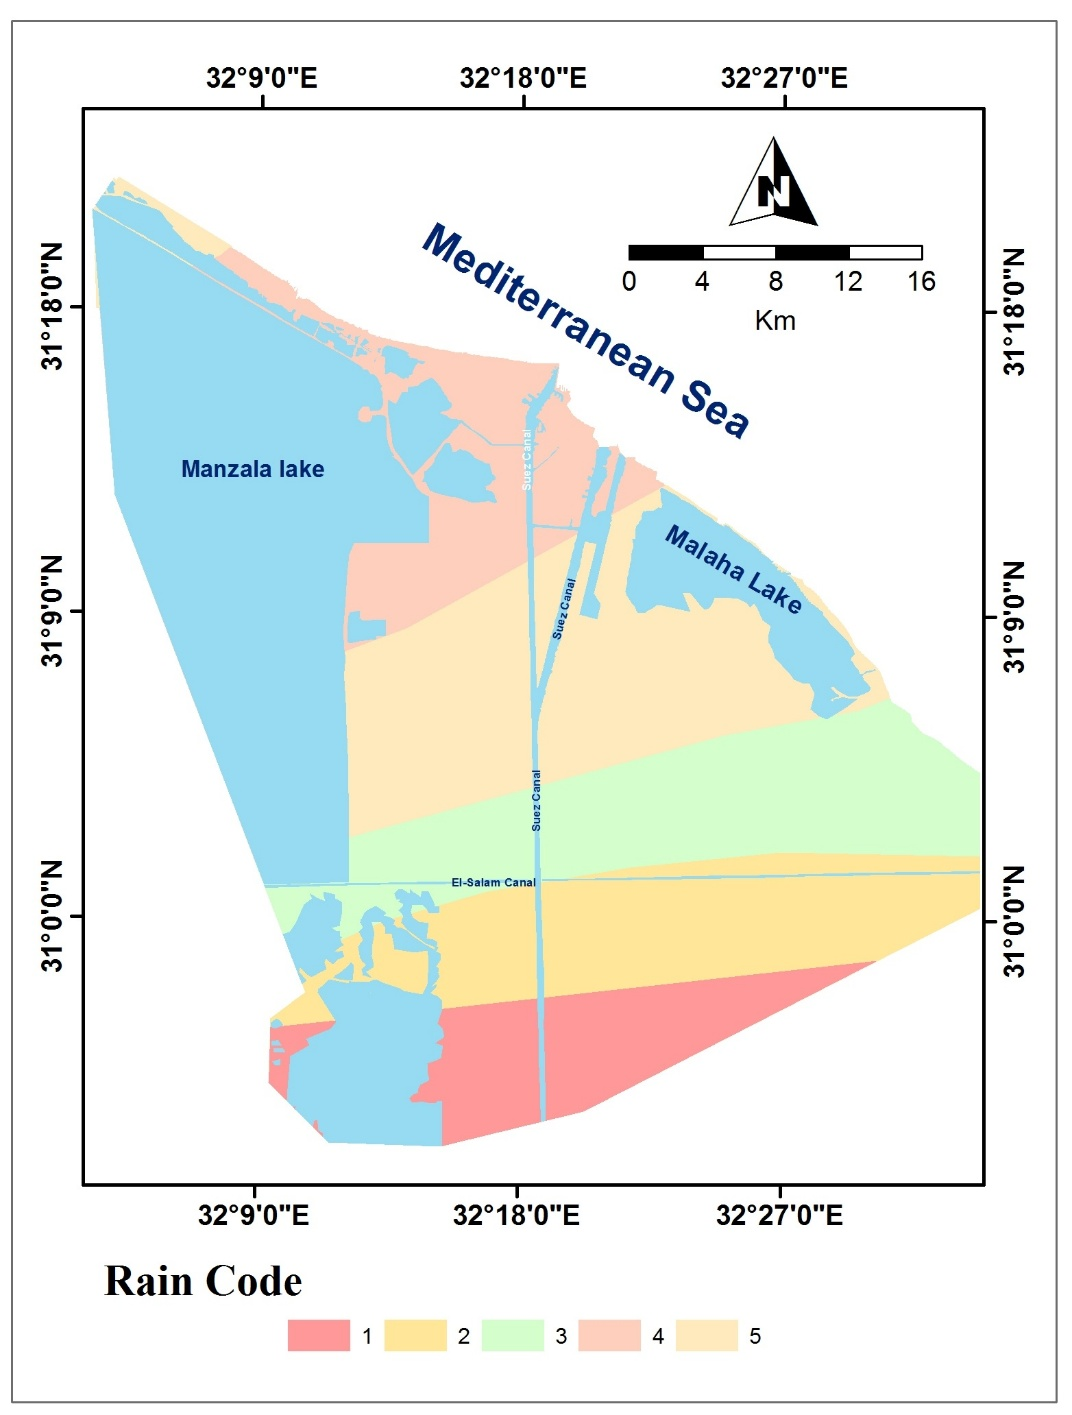 32°9'0"E 32°18'0"E 32°27'0"E
N
0 4 8 12 16
Km
Mediterranean Sea
31°18'0"N 31°18'0"N
Manzala lake
Suez Canal
Malaha Lake
Suez Canal
31°9'0"N 31°9'0"N
Suez Canal
El-Salam Canal
31°0'0"N 31°0'0"N
32°9'0"E 32°18'0"E 32°27'0"E
Rain Code
1 2 3 4 5